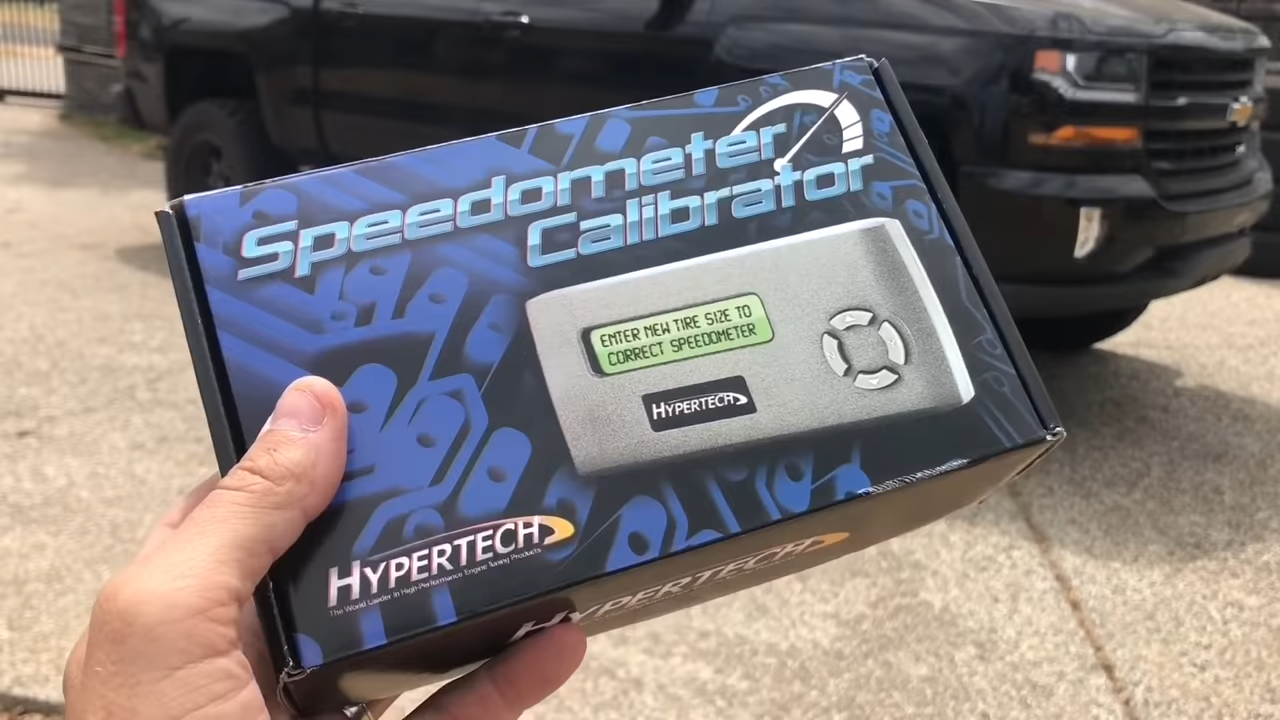 Speedometer
Calibrator
ENTER NEW TIRE SIZE TO
CORRECT SPEEDOMETER
HYPERTECH
HYPERTECH
The World Leader in High-Performance Engine Tuning Products
HYPERTECH